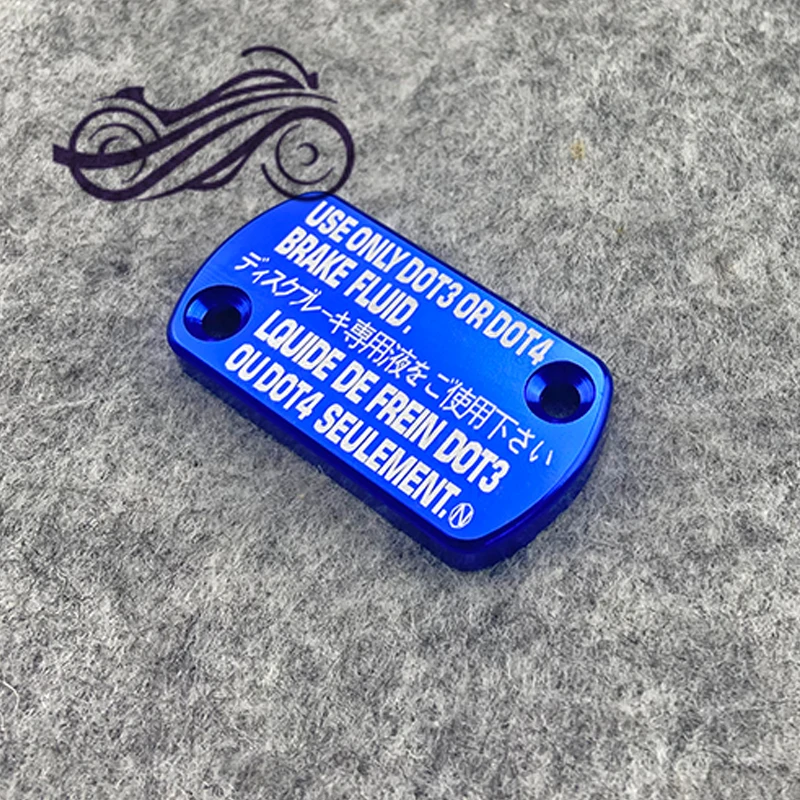 USE ONLY DOT3 OR DOT4
BRAKE FLUID.
ディスクブレーキ専用液をご使用下さい
LQUIDE DE FREIN DOT3
OU DOT4 SEULEMENT. N